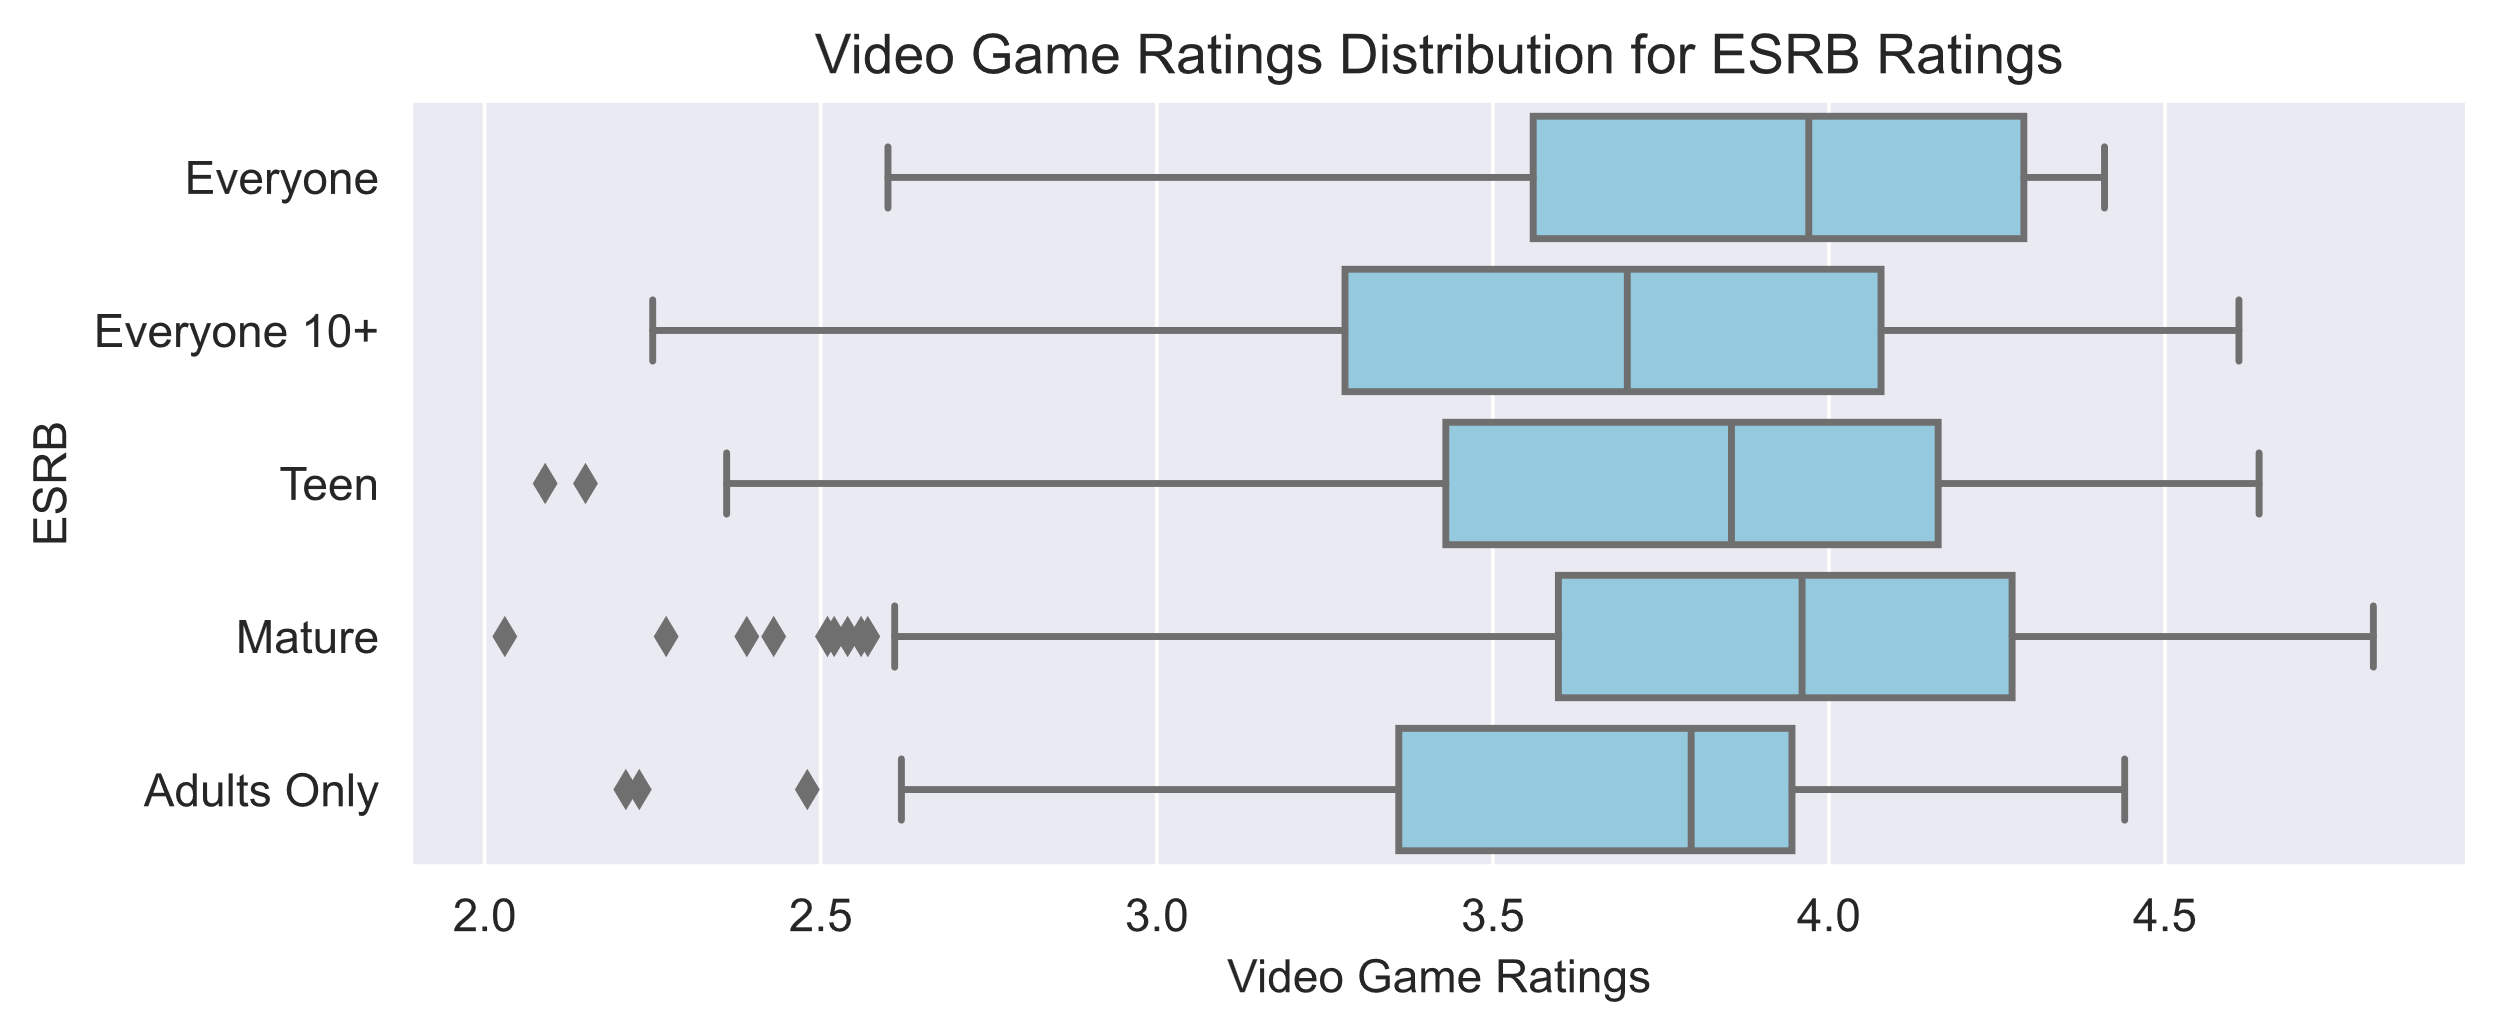 Video Game Ratings Distribution for ESRB Ratings
ESRB
Everyone
Everyone 10+
Teen
Mature
Adults Only
2.0 2.5 3.0 3.5 4.0 4.5
Video Game Ratings